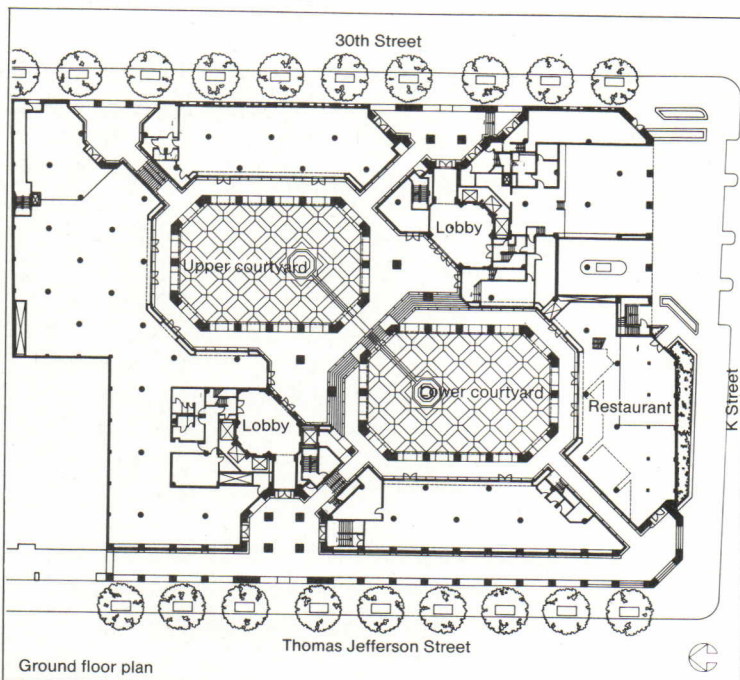 30th Street
Lobby
Upper courtyard
Lower courtyard
Restaurant
K Street
Lobby
Thomas Jefferson Street
Ground floor plan